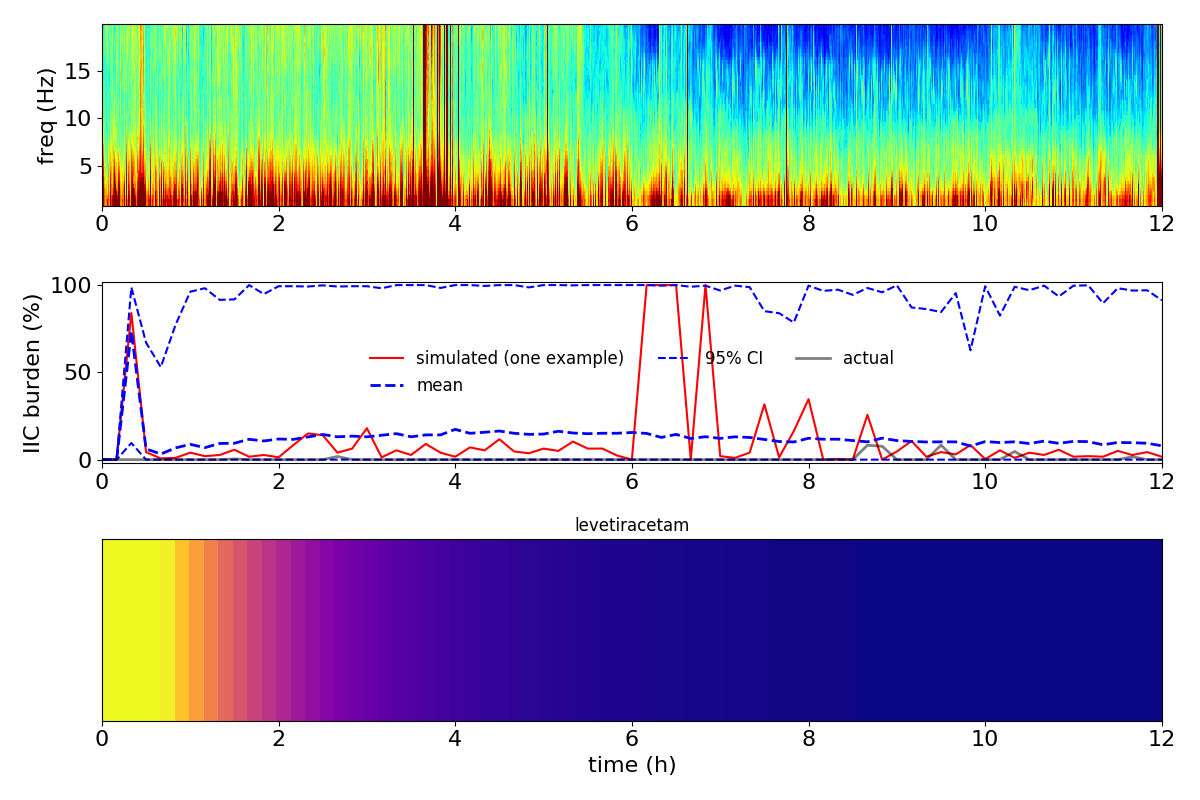 freq (Hz)
15
10
5
0 2 4 6 8 10 12
IIC burden (%)
100
50
0
simulated (one example) 95% CI actual
mean
0 2 4 6 8 10 12
levetiracetam
0 2 4 6 8 10 12
time (h)